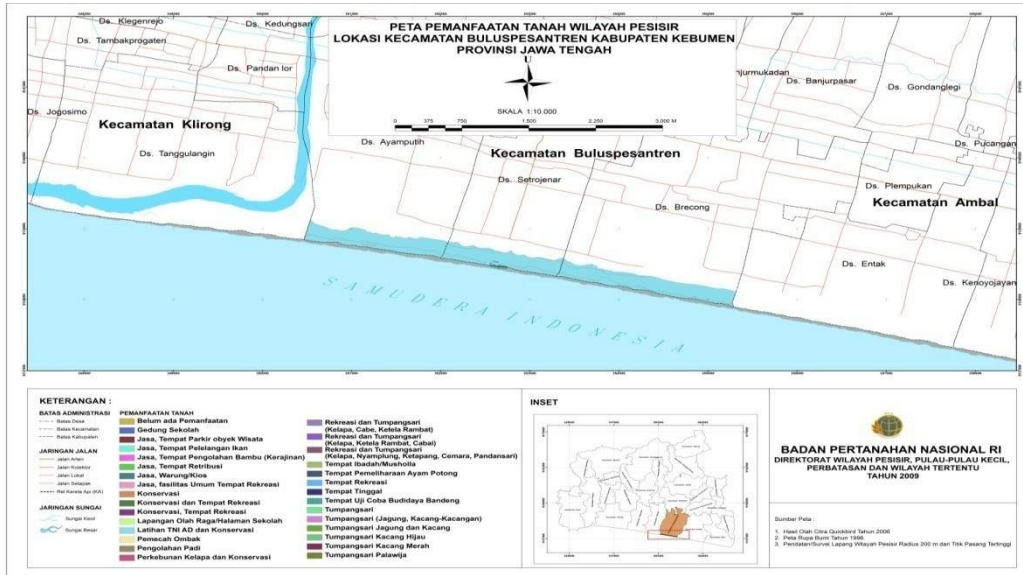 PETA PEMANFAATAN TANAH WILAYAH PESISIR
LOKASI KECAMATAN BULUSPESANTREN KABUPATEN KEBUMEN
PROVINSI JAWA TENGAH
U
SKALA 1:10.000
0 375 750 1.500 2.250 3.000 M
Ds. Klegenrejo
Ds. Kedungsari
Ds. Tambakprogaten
Ds. Pandan lor
Ds. Jogosimo
Kecamatan Klirong
Ds. Tanggulangin
Ds. Ayamputih
Kecamatan Buluspesantren
Ds. Setrojenar
Ds. Brecong
njurmukadan
Ds. Banjurpasar
Ds. Gondanglegi
Ds. Pucangan
Ds. Plempukan
Kecamatan Ambal
Ds. Entak
Ds. Kenoyojayan
SAMUDERA INDONESIA
KETERANGAN :
BATAS ADMINISTRASI
Batas Desa
Batas Kecamatan
Batas Kabupaten
JARINGAN JALAN
Jalan Arteri
Jalan Kolektor
Jalan Lokal
Jalan Setapak
Rel Kereta Api (KA)
JARINGAN SUNGAI
Sungai Kecil
Sungai Besar
PEMANFAATAN TANAH
Belum ada Pemanfaatan
Gedung Sekolah
Jasa, Tempat Parkir obyek Wisata
Jasa, Tempat Pelelangan Ikan
Jasa, Tempat Pengolahan Bambu (Kerajinan)
Jasa, Tempat Retribusi
Jasa, Warung/Kios
Jasa, fasilitas Umum Tempat Rekreasi
Konservasi
Konservasi dan Tempat Rekreasi
Konservasi, Tempat Rekreasi
Lapangan Olah Raga/Halaman Sekolah
Latihan TNI AD dan Konservasi
Pemecah Ombak
Pengolahan Padi
Perkebunan Kelapa dan Konservasi
Rekreasi dan Tumpangsari
(Kelapa, Cabe, Ketela Rambat)
Rekreasi dan Tumpangsari
(Kelapa, Ketela Rambat, Cabai)
Rekreasi dan Tumpangsari
(Kelapa, Nyamplung, Ketapang, Cemara, Pandansari)
Tempat Ibadah/Musholla
Tempat Pemeliharaan Ayam Potong
Tempat Rekreasi
Tempat Tinggal
Tempat Uji Coba Budidaya Bandeng
Tumpangsari
Tumpangsari (Jagung, Kacang-Kacangan)
Tumpangsari Jagung dan Kacang
Tumpangsari Kacang Hijau
Tumpangsari Kacang Merah
Tumpangsari Palawija
INSET
BADAN PERTANAHAN NASIONAL RI
DIREKTORAT WILAYAH PESISIR, PULAU-PULAU KECIL,
PERBATASAN DAN WILAYAH TERTENTU
TAHUN 2009
Sumber Peta :
1. Hasil Olah Citra Quickbird Tahun 2006
2. Peta Rupa Bumi Tahun 1996
3. Pendataan/Survei Lapang Wilayah Pesisir Radius 200 m dari Titik Pasang Tertinggi